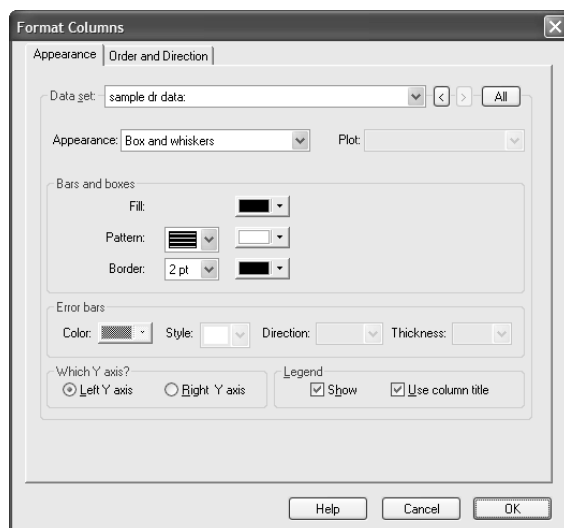 Format Columns
Appearance Order and Direction
Data set: sample dr data: < > All
Appearance: Box and whiskers Plot:
Bars and boxes
Fill:
Pattern:
Border: 2 pt
Error bars
Color: Style: Direction: Thickness:
Which Y axis? Legend
Left Y axis Right Y axis Show Use column title
Help Cancel OK